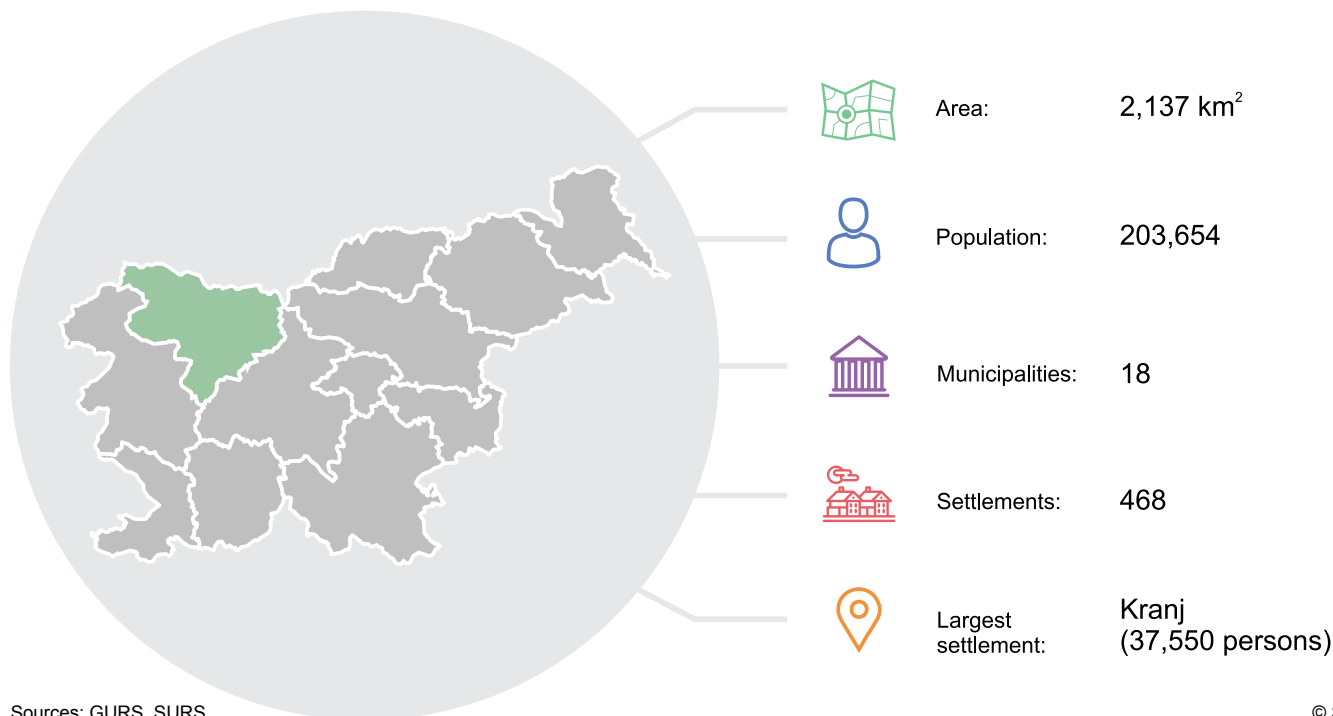 Area: 2,137 km²
Population: 203,654
Municipalities: 18
Settlements: 468
Largest
settlement:
Kranj
(37,550 persons)
Sources: GURS, SURS
©